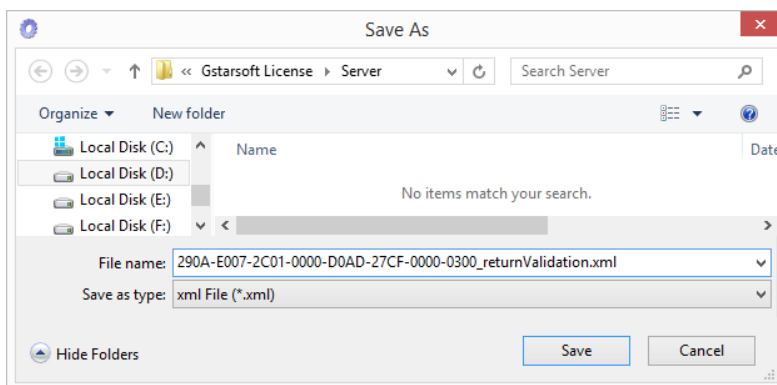 Save As
« Gstarsoft License Server
Search Server
Organize New folder
Local Disk (C:)
Local Disk (D:)
Local Disk (E:)
Local Disk (F:)
Name
Date
No items match your search.
File name: 290A-E007-2C01-0000-D0AD-27CF-0000-0300_returnValidation.xml
Save as type: xml File (*.xml)
Hide Folders
Save
Cancel